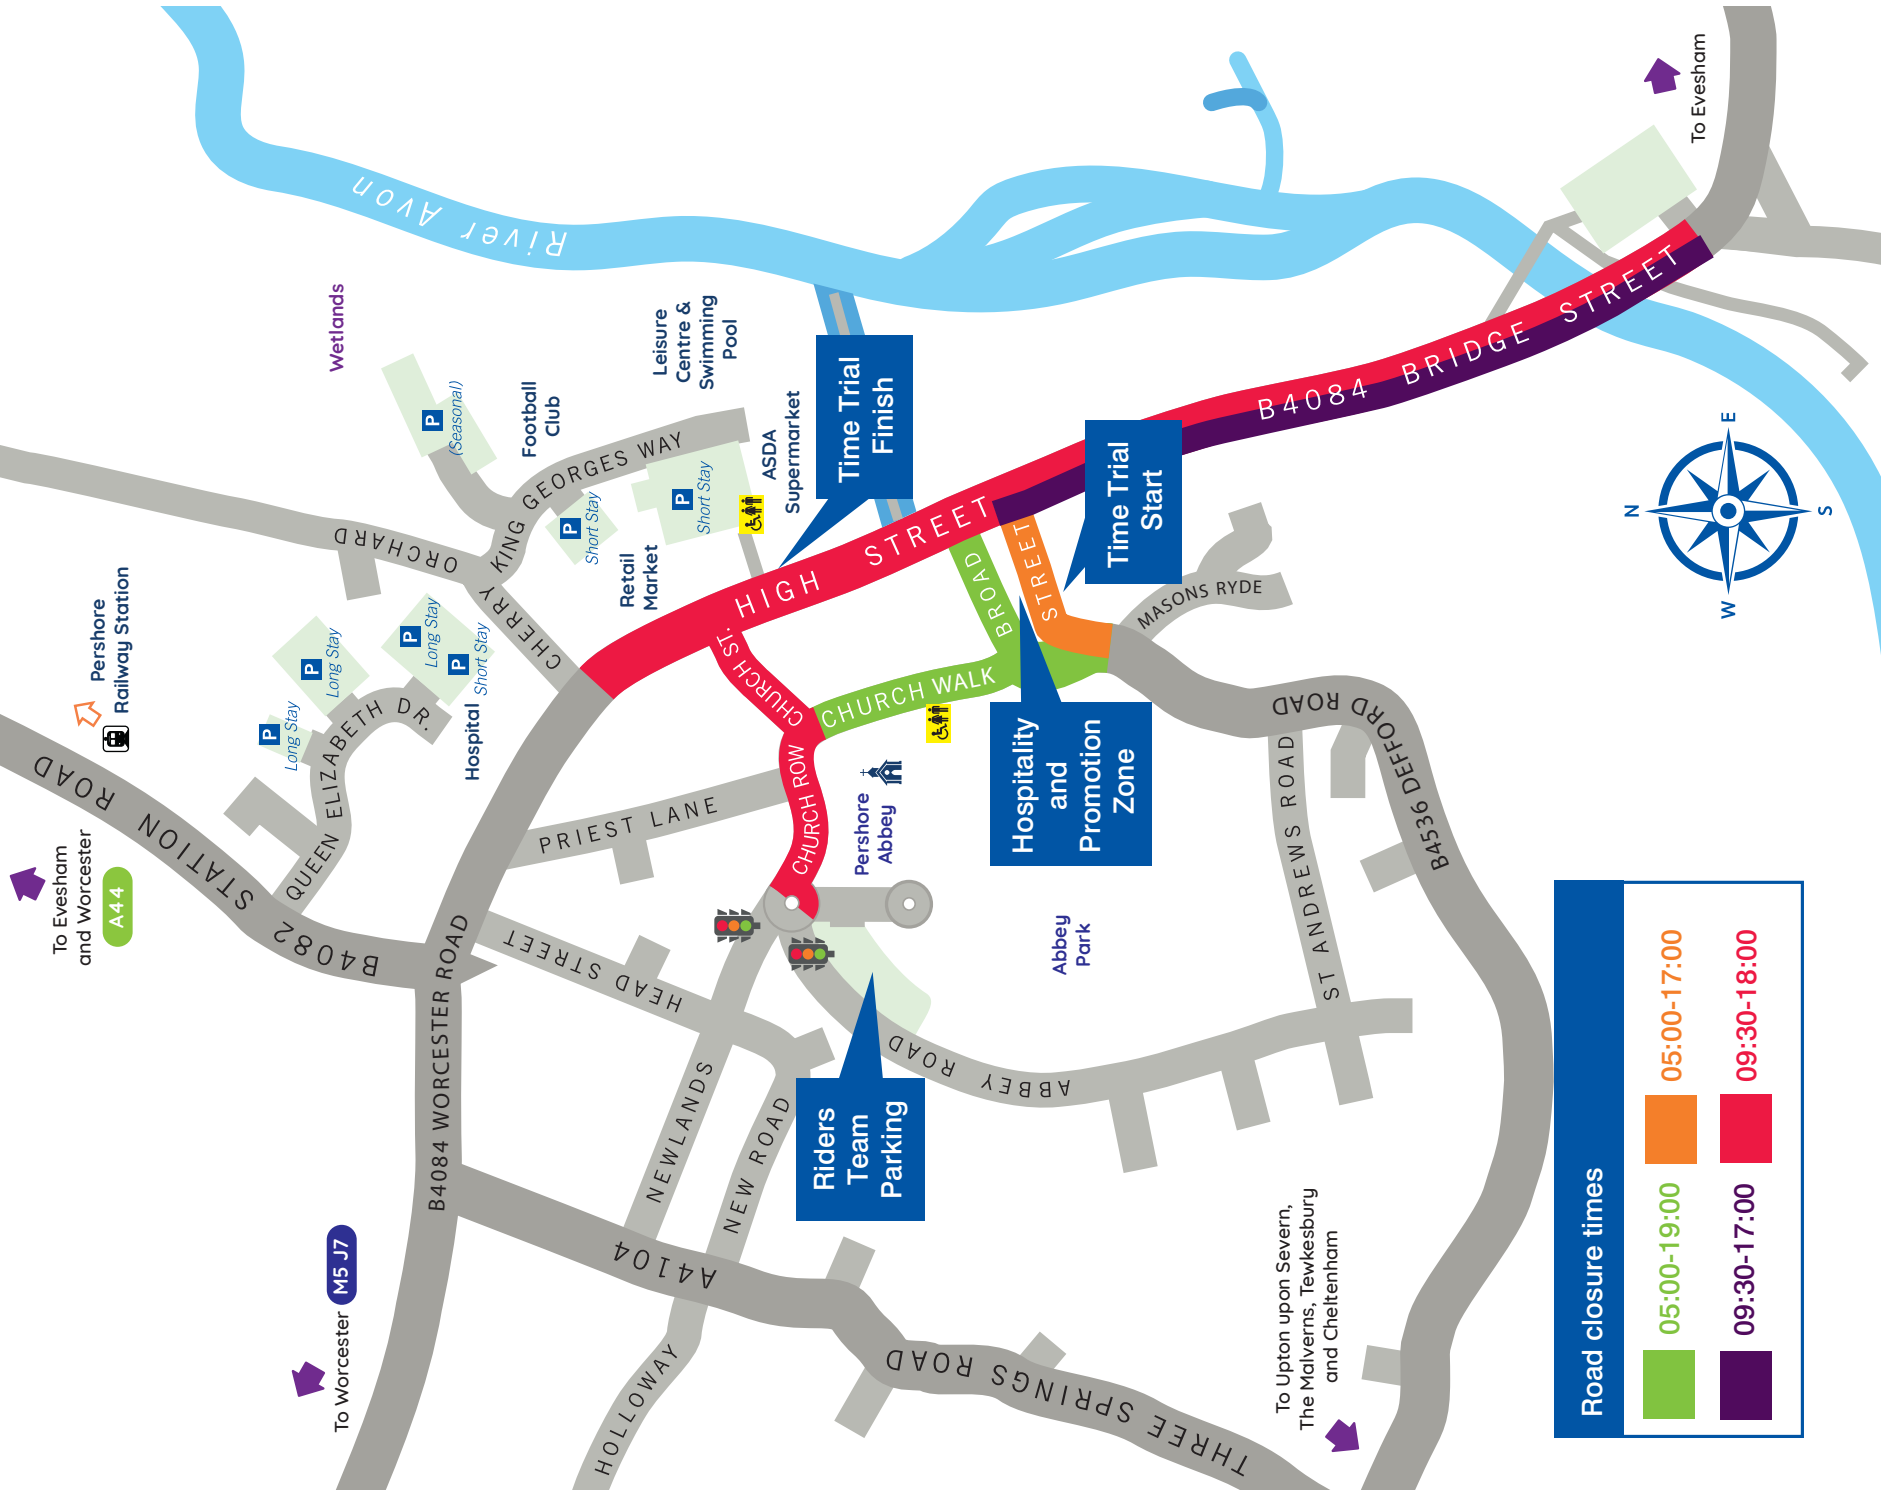 Pershore
Railway Station
To Evesham
and Worcester
A44
STATION ROAD
B4082
QUEEN ELIZABETH DR.
P
Long Stay
P
Long Stay
P
Long Stay
P
Short Stay
Hospital
CHERRY
ORCHARD
Wetlands
River Avon
P
(Seasonal)
Football
Club
KING GEORGES WAY
P
Short Stay
P
Short Stay
Retail
Market
Leisure
Centre &
Swimming
Pool
ASDA
Supermarket
Time Trial
Finish
HIGH STREET
CHURCH ST.
CHURCH
CHURCH ROW
CHURCH WALK
BROAD
STREET
Time Trial
Start
MASONS RYDE
B4084 BRIDGE STREET
To Evesham
N
E
S
W
Hospitality
and
Promotion
Zone
Pershore
Abbey
Abbey
Park
PRIEST LANE
B4084 WORCESTER ROAD
HEAD STREET
NEWLANDS
NEW ROAD
Riders
Team
Parking
ABBEY ROAD
ST ANDREWS ROAD
B4536 DEFFORD ROAD
M5 J7
To Worcester
A4104
HOLLOWAY
THREE SPRINGS ROAD
To Upton upon Severn,
The Malverns, Tewkesbury
and Cheltenham
Road closure times
05:00-19:00
05:00-17:00
09:30-17:00
09:30-18:00